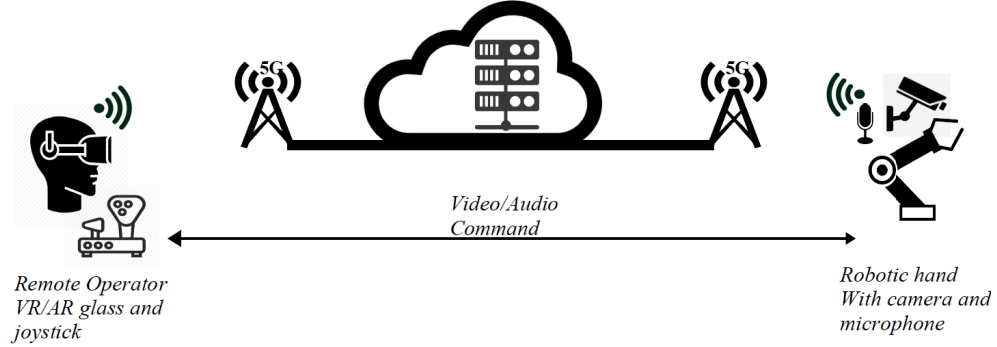 5G
5G
Video/Audio
Command
Remote Operator
VR/AR glass and
joystick
Robotic hand
With camera and
microphone